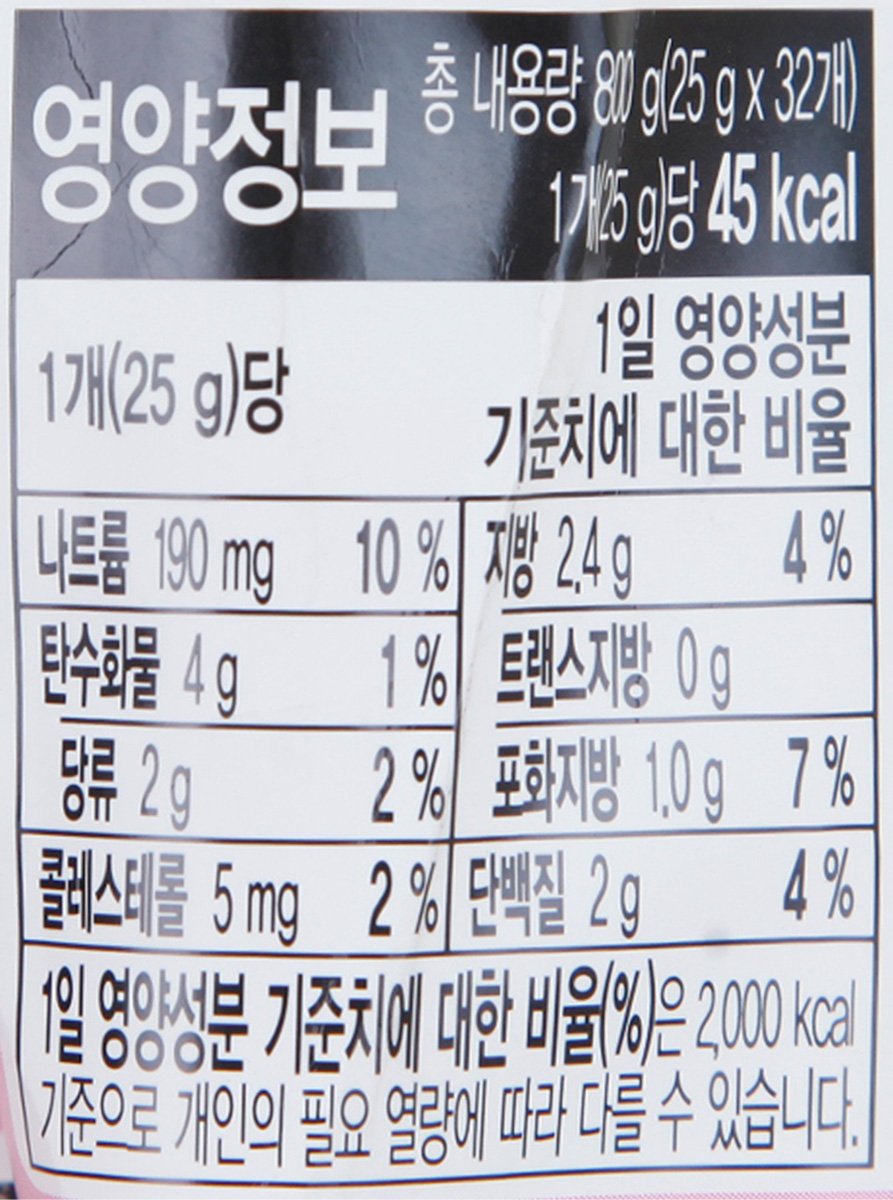 영양정보
총 내용량 800 g(25 g x 32개)
1개(25 g)당 45 kcal
1개(25 g)당
1일 영양성분
기준치에 대한 비율
나트륨 190 mg 10 %
지방 2.4 g 4 %
탄수화물 4 g 1 %
트랜스지방 0 g
당류 2 g 2 %
포화지방 1.0 g 7 %
콜레스테롤 5 mg 2 %
단백질 2 g 4 %
1일 영양성분 기준치에 대한 비율(%)은 2,000 kcal
기준으로 개인의 필요 열량에 따라 다를 수 있습니다.